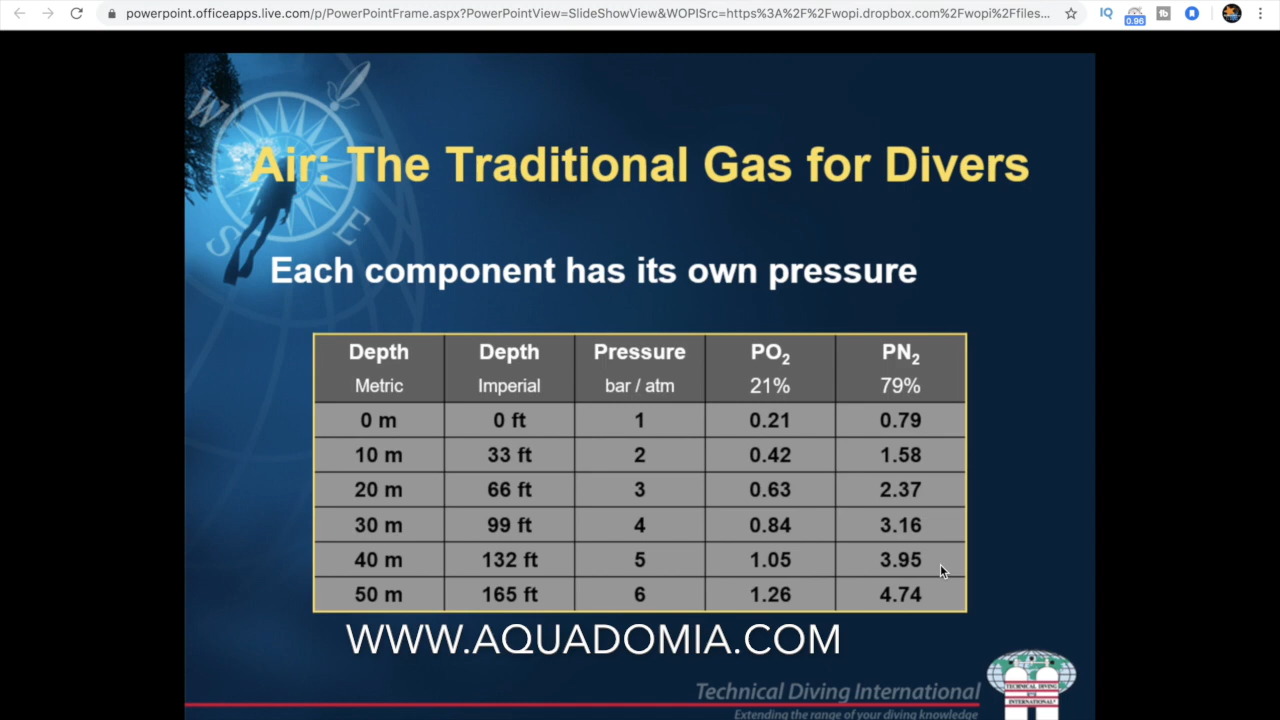 powerpoint.officeapps.live.com/p/PowerPointFrame.aspx?PowerPointView=SlideShowView&WOPISrc=https%3A%2F%2Fwopi.dropbox.com%2Fwopi%2Ffiles...
IQ
0.96
tb
W
S
E
Air: The Traditional Gas for Divers
Each component has its own pressure
Depth Depth Pressure PO₂ PN₂
Metric Imperial bar / atm 21% 79%
0 m 0 ft 1 0.21 0.79
10 m 33 ft 2 0.42 1.58
20 m 66 ft 3 0.63 2.37
30 m 99 ft 4 0.84 3.16
40 m 132 ft 5 1.05 3.95
50 m 165 ft 6 1.26 4.74
WWW.AQUADOMIA.COM
Technical Diving International
TECHNICAL DIVING
INTERNATIONAL
Extending the range of your diving knowledge